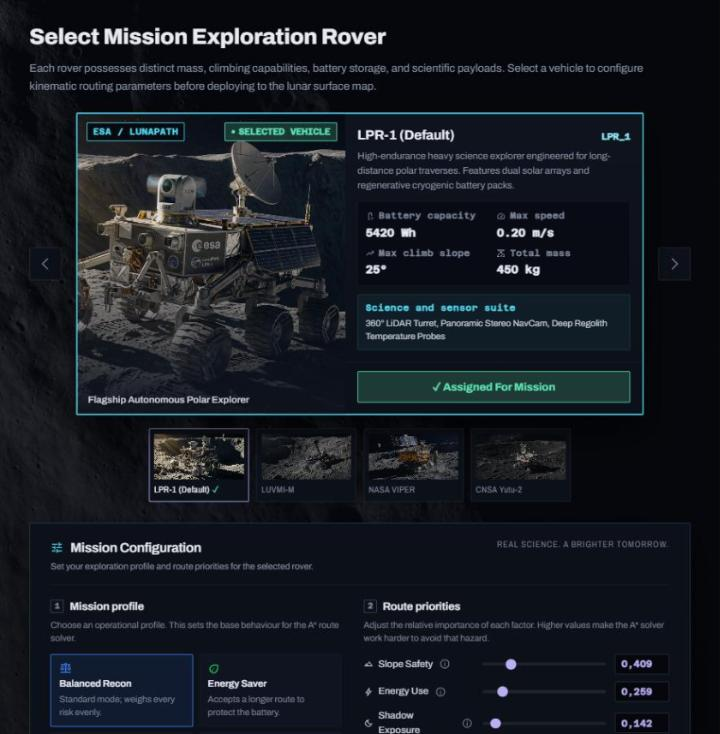 Select Mission Exploration Rover
Each rover possesses distinct mass, climbing capabilities, battery storage, and scientific payloads. Select a vehicle to configure
kinematic routing parameters before deploying to the lunar surface map.
ESA / LUNAPATH
• SELECTED VEHICLE
esa
Flagship Autonomous Polar Explorer
LPR-1 (Default)
LPR_1
High-endurance heavy science explorer engineered for long-
distance polar traverses. Features dual solar arrays and
regenerative cryogenic battery packs.
Battery capacity
Max speed
5420 Wh
0.20 m/s
Max climb slope
Total mass
25°
450 kg
Science and sensor suite
360° LiDAR Turret, Panoramic Stereo NavCam, Deep Regolith
Temperature Probes
✓ Assigned For Mission
LPR-1 (Default) ✓
LUVMI-M
NASA VIPER
CNSA Yutu-2
Mission Configuration
REAL SCIENCE. A BRIGHTER TOMORROW.
Set your exploration profile and route priorities for the selected rover.
1 Mission profile
Choose an operational profile. This sets the base behaviour for the A* route
solver.
Balanced Recon
Standard mode; weighs every
risk evenly.
Energy Saver
Accepts a longer route to
protect the battery.
2 Route priorities
Adjust the relative importance of each factor. Higher values make the A* solver
work harder to avoid that hazard.
Slope Safety
0,409
Energy Use
0,259
Shadow
Exposure
0,142